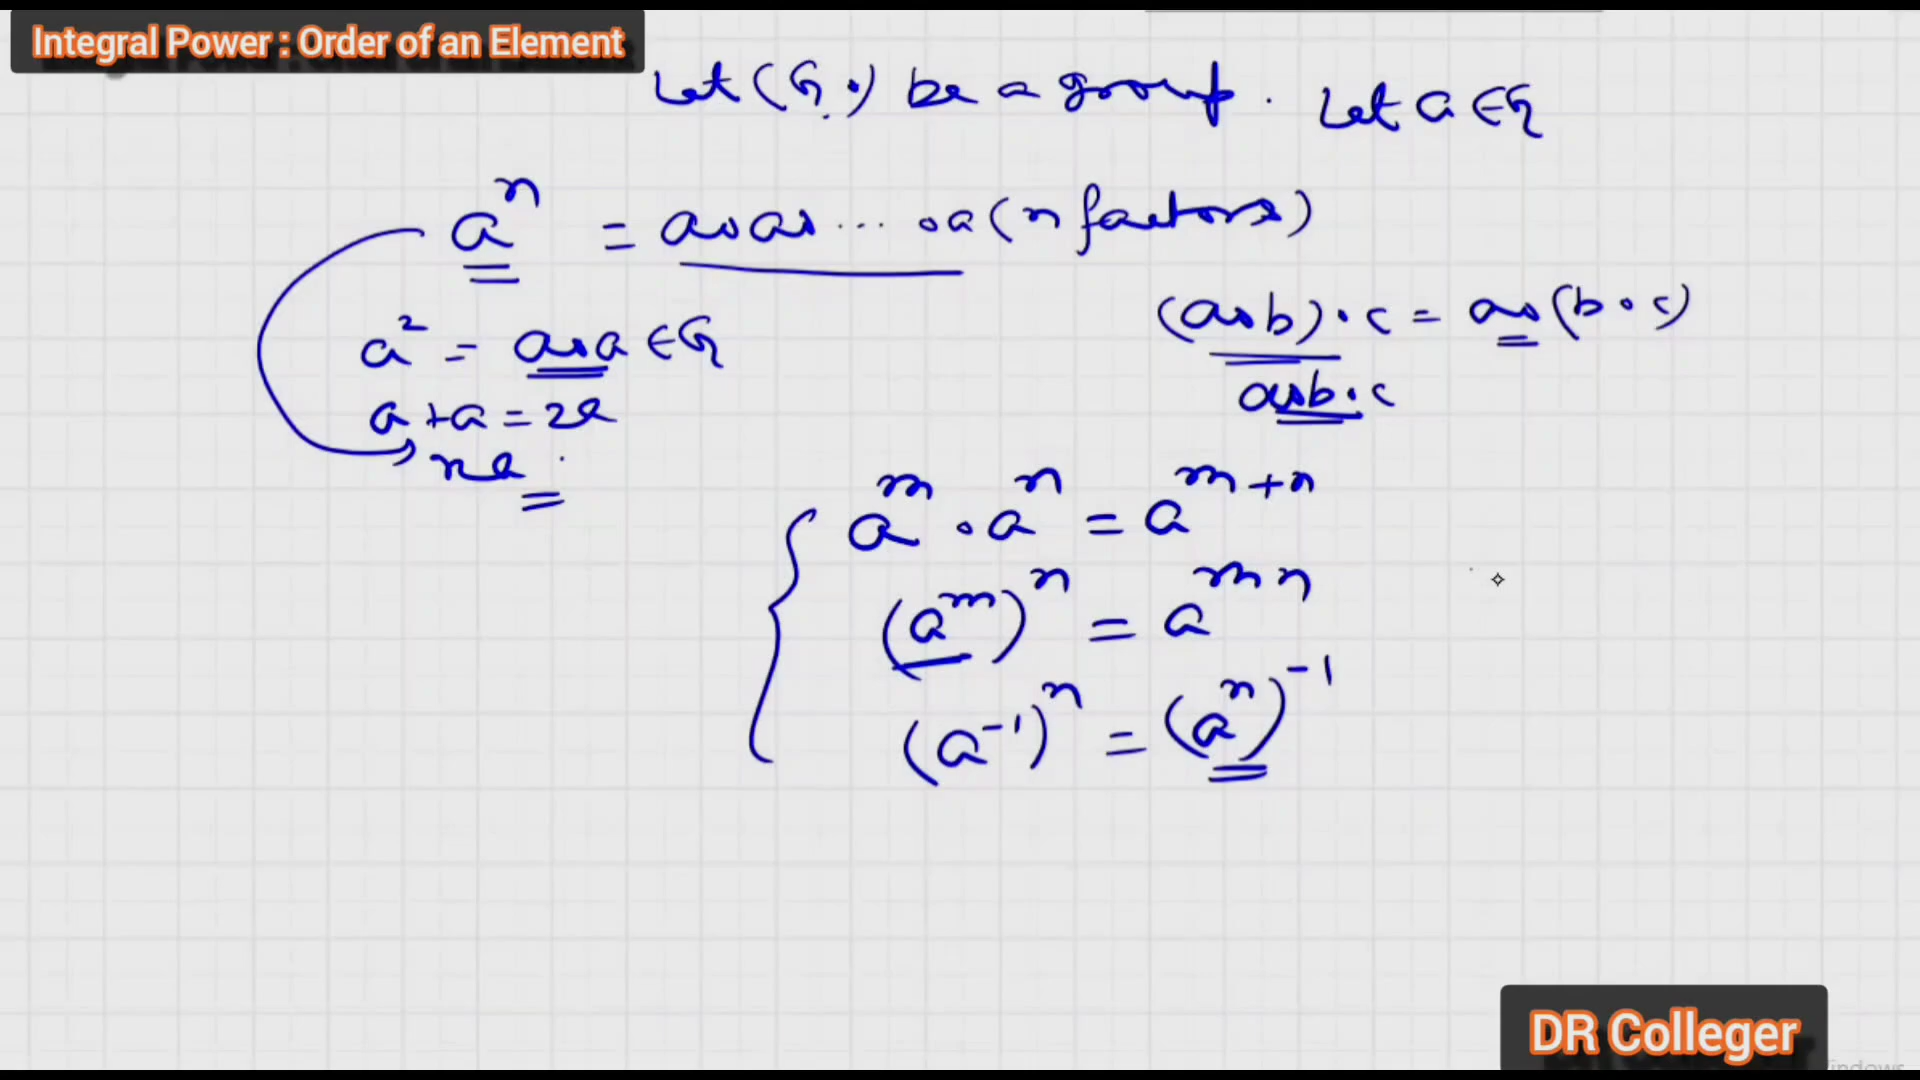 Integral Power : Order of an Element
Let (G, ∘) be a group. Let a ∈ G
aⁿ = a∘a∘ ... ∘a (n factors)
a² = a∘a ∈ G
(a∘b)∘c = a∘(b∘c)
a∘b∘c
a + a = 2a
na
aᵐ ∘ aⁿ = aᵐ⁺ⁿ
(aᵐ)ⁿ = aᵐⁿ
(a⁻¹)ⁿ = (aⁿ)⁻¹
DR Colleger